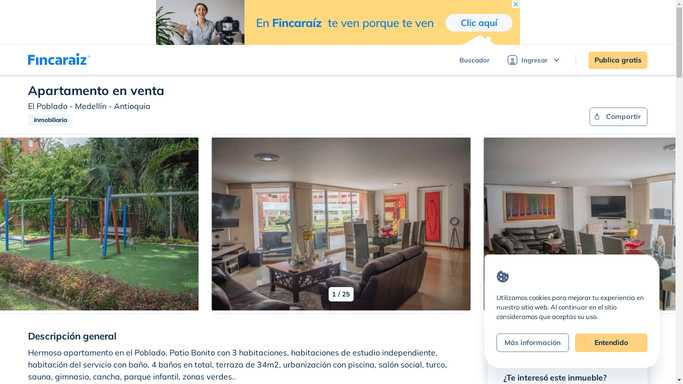 En Fincaraíz te ven porque te ven
Clic aquí
Fincaraiz
Buscador
Ingresar
Publica gratis
Apartamento en venta
El Poblado - Medellín - Antioquia
Inmobiliaria
Compartir
1 / 25
Utilizamos cookies para mejorar tu experiencia en
nuestro sitio web. Al continuar en el sitio
consideramos que aceptas su uso.
Más información
Entendido
Descripción general
Hermoso apartamento en el Poblado, Patio Bonito con 3 habitaciones, habitaciones de estudio independiente,
habitación del servicio con baño, 4 baños en total, terraza de 34m2, urbanización con piscina, salón social, turco,
sauna, gimnasio, cancha, parque infantil, zonas verdes..
¿Te interesó este inmueble?